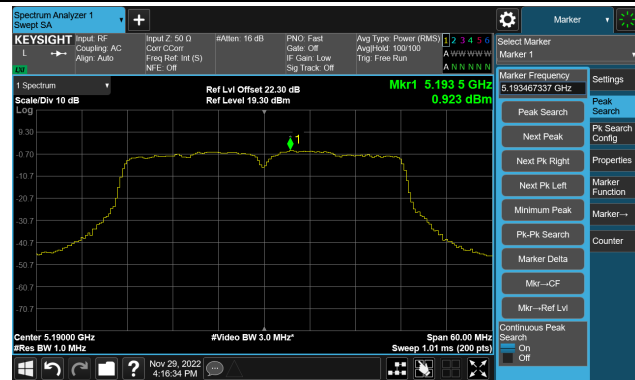 Spectrum Analyzer 1
Swept SA
Marker
KEYSIGHT
L
Input: RF
Coupling: AC
Align: Auto
Input Z: 50 Ω
Corr CCorr
Freq Ref: Int (S)
NFE: Off
#Atten: 16 dB
PNO: Fast
Gate: Off
IF Gain: Low
Sig Track: Off
Avg Type: Power (RMS)
Avg|Hold: 100/100
Trig: Free Run
1 2 3 4 5 6
A W W W W W
A N N N N N
Select Marker
Marker 1
1 Spectrum
Scale/Div 10 dB
Log
Ref Lvl Offset 22.30 dB
Ref Level 19.30 dBm
Mkr1 5.193 5 GHz
0.923 dBm
1
9.30
-0.70
-10.7
-20.7
-30.7
-40.7
-50.7
-60.7
-70.7
Center 5.19000 GHz
#Res BW 1.0 MHz
#Video BW 3.0 MHz*
Span 60.00 MHz
Sweep 1.01 ms (200 pts)
Marker Frequency
5.193467337 GHz
Peak Search
Next Peak
Next Pk Right
Next Pk Left
Minimum Peak
Pk-Pk Search
Marker Delta
Mkr→CF
Mkr→Ref Lvl
Continuous Peak
Search
On
Off
Settings
Peak
Search
Pk Search
Config
Properties
Marker
Function
Marker→
Counter
Nov 29, 2022
4:16:34 PM